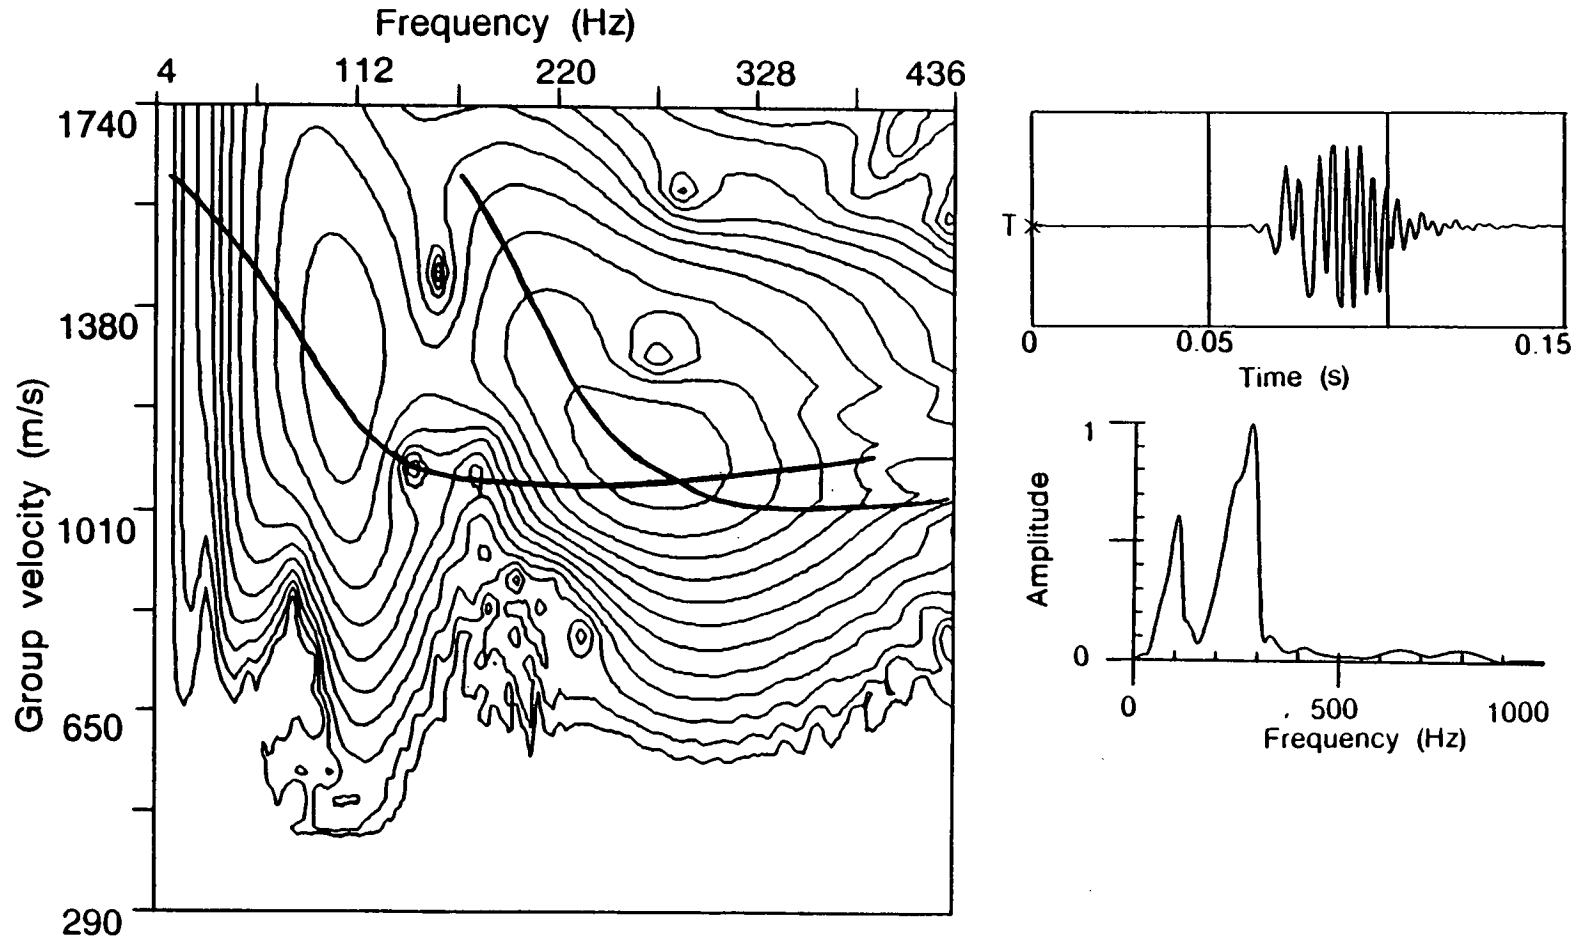 Frequency (Hz)
4 112 220 328 436
1740
1380
1010
650
290
Group velocity (m/s)
T
0 0.05 0.15
Time (s)
1
0
Amplitude
0 500 1000
Frequency (Hz)